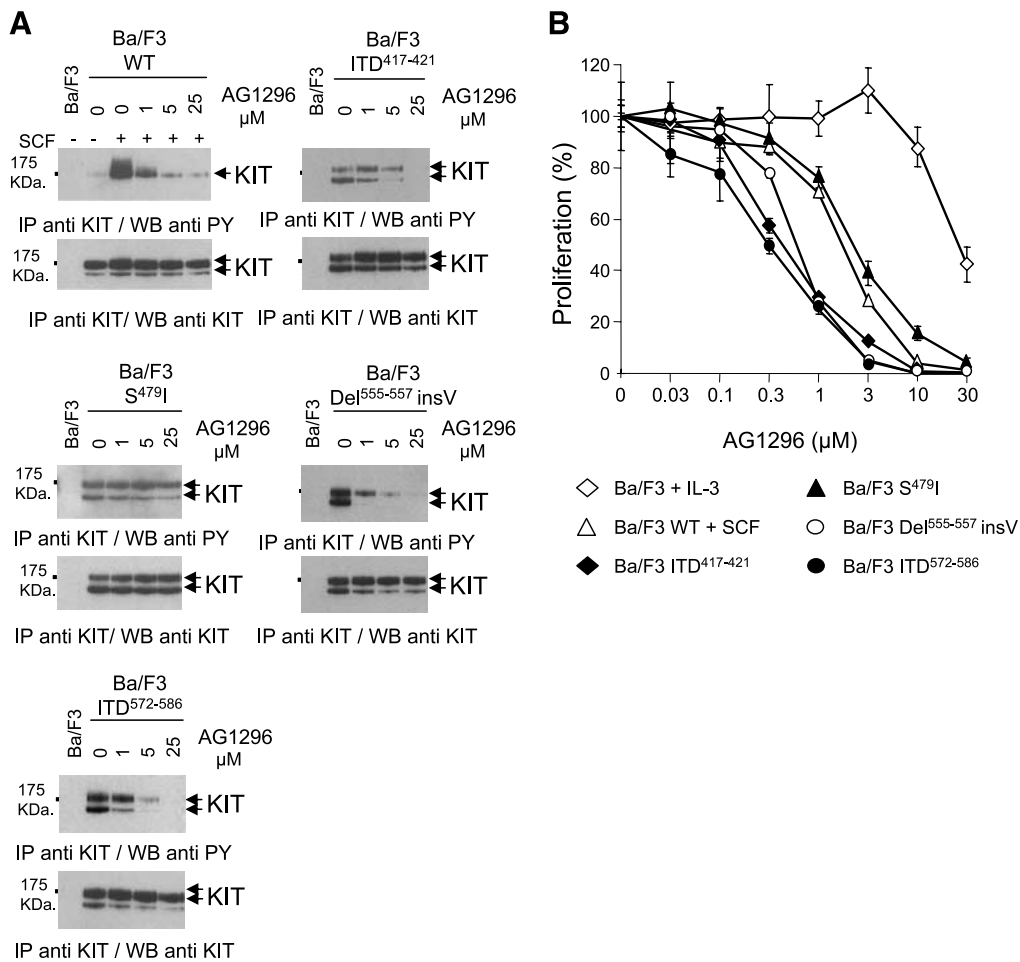 A
Ba/F3
WT
Ba/F3
0 0 1 5 25
AG1296
µM
SCF - - + + + +
175
KDa.
KIT
IP anti KIT / WB anti PY
175
KDa.
KIT
IP anti KIT/ WB anti KIT
Ba/F3
ITD417-421
Ba/F3
0 1 5 25
AG1296
µM
KIT
IP anti KIT / WB anti PY
KIT
IP anti KIT / WB anti KIT
Ba/F3
S479I
Ba/F3
0 1 5 25
AG1296
µM
175
KDa.
KIT
IP anti KIT / WB anti PY
175
KDa.
KIT
IP anti KIT/ WB anti KIT
Ba/F3
Del555-557 insV
Ba/F3
0 1 5 25
AG1296
µM
KIT
IP anti KIT / WB anti PY
KIT
IP anti KIT / WB anti KIT
Ba/F3
ITD572-586
Ba/F3
0 1 5 25
AG1296
µM
175
KDa.
KIT
IP anti KIT / WB anti PY
175
KDa.
KIT
IP anti KIT / WB anti KIT
B
Proliferation (%)
120
100
80
60
40
20
0
0 0.03 0.1 0.3 1 3 10 30
AG1296 (µM)
Ba/F3 + IL-3
Ba/F3 S479I
Ba/F3 WT + SCF
Ba/F3 Del555-557 insV
Ba/F3 ITD417-421
Ba/F3 ITD572-586